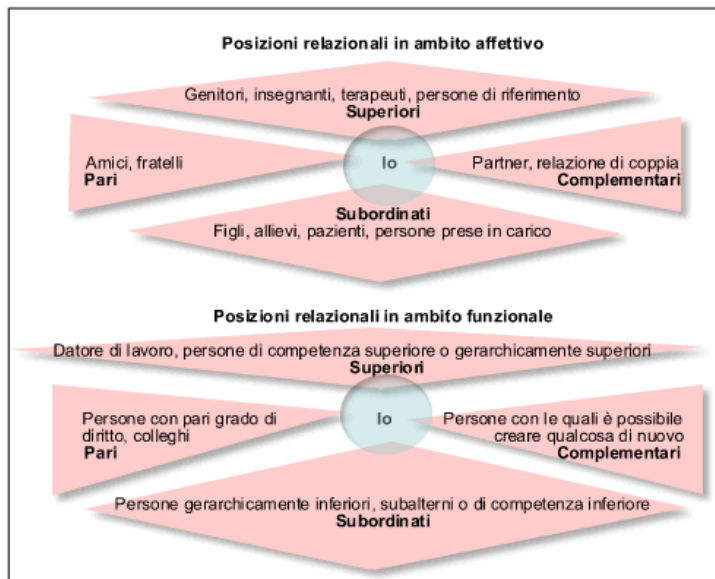 Posizioni relazionali in ambito affettivo
Genitori, insegnanti, terapeuti, persone di riferimento
Superiori
Amici, fratelli
Pari
Io
Partner, relazione di coppia
Complementari
Subordinati
Figli, allievi, pazienti, persone prese in carico
Posizioni relazionali in ambito funzionale
Datore di lavoro, persone di competenza superiore o gerarchicamente superiori
Superiori
Persone con pari grado di
diritto, colleghi
Pari
Io
Persone con le quali è possibile
creare qualcosa di nuovo
Complementari
Persone gerarchicamente inferiori, subalterni o di competenza inferiore
Subordinati